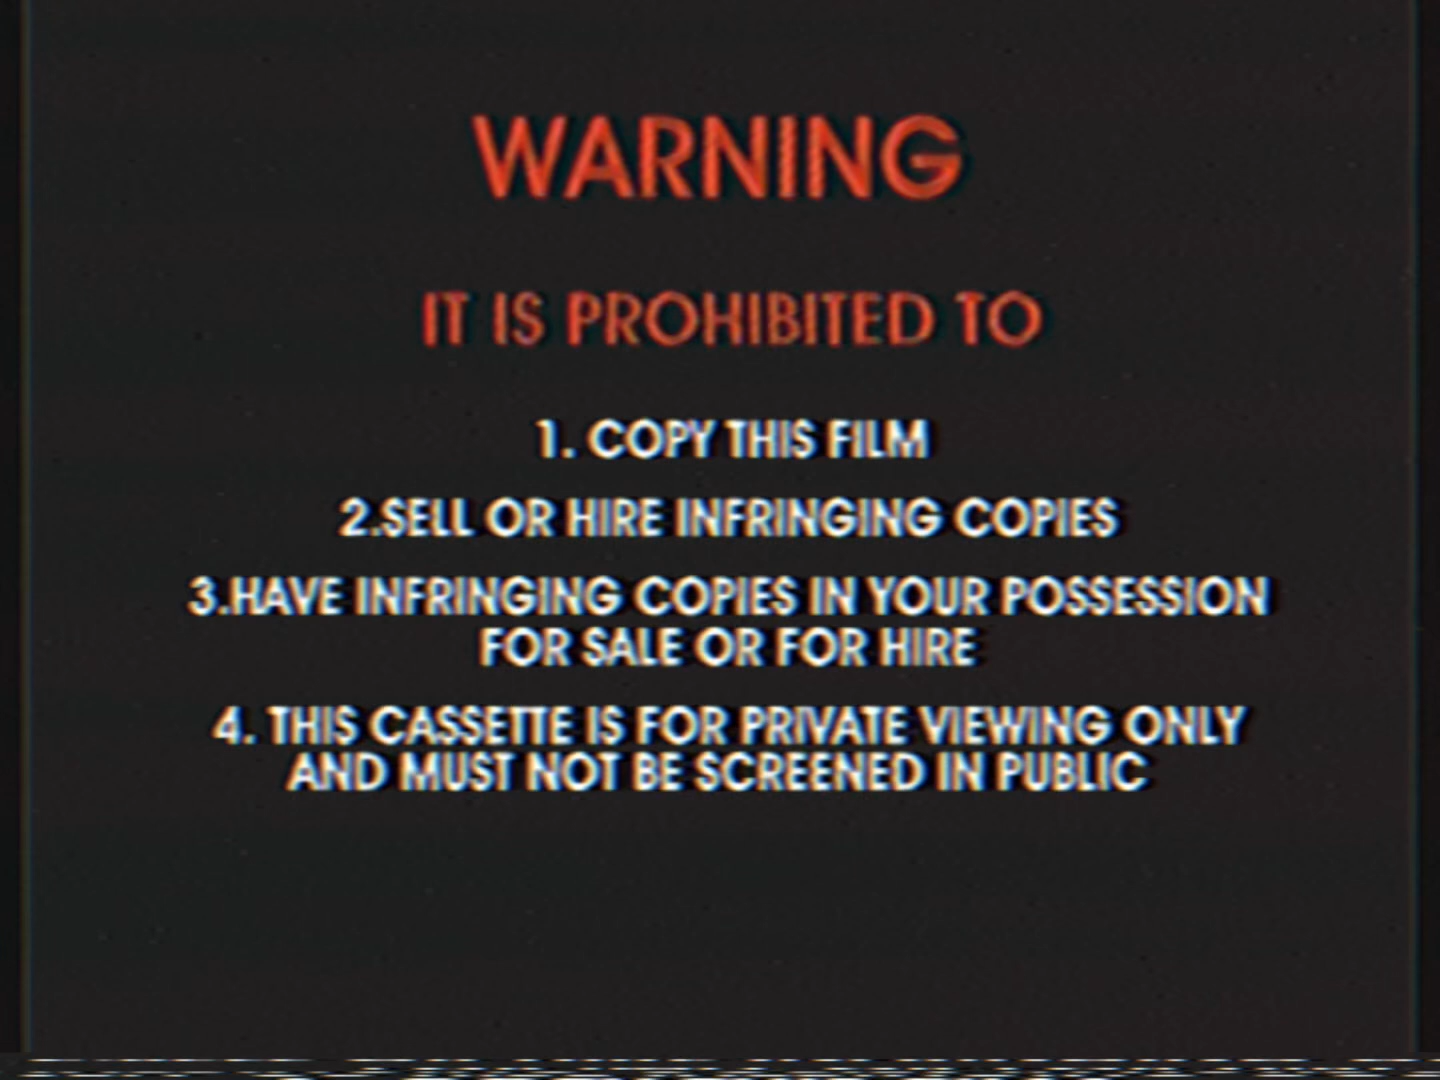 WARNING
IT IS PROHIBITED TO
1. COPY THIS FILM
2.SELL OR HIRE INFRINGING COPIES
3.HAVE INFRINGING COPIES IN YOUR POSSESSION
FOR SALE OR FOR HIRE
4. THIS CASSETTE IS FOR PRIVATE VIEWING ONLY
AND MUST NOT BE SCREENED IN PUBLIC